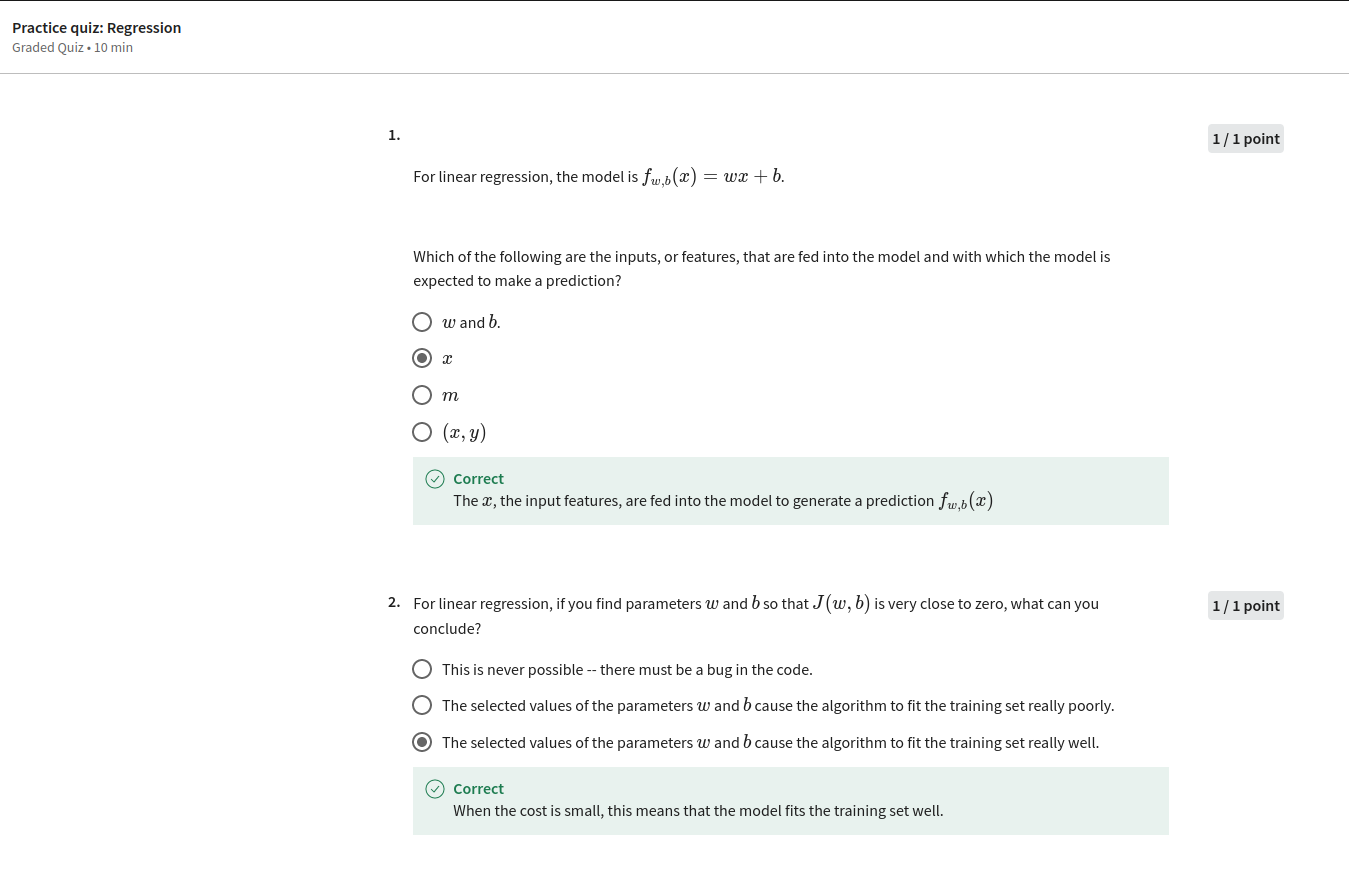 Practice quiz: Regression
Graded Quiz • 10 min
1.
1 / 1 point
For linear regression, the model is f_{w,b}(x) = wx + b.
Which of the following are the inputs, or features, that are fed into the model and with which the model is
expected to make a prediction?
w and b.
x
m
(x, y)
Correct
The x, the input features, are fed into the model to generate a prediction f_{w,b}(x)
2. For linear regression, if you find parameters w and b so that J(w, b) is very close to zero, what can you
conclude?
1 / 1 point
This is never possible -- there must be a bug in the code.
The selected values of the parameters w and b cause the algorithm to fit the training set really poorly.
The selected values of the parameters w and b cause the algorithm to fit the training set really well.
Correct
When the cost is small, this means that the model fits the training set well.